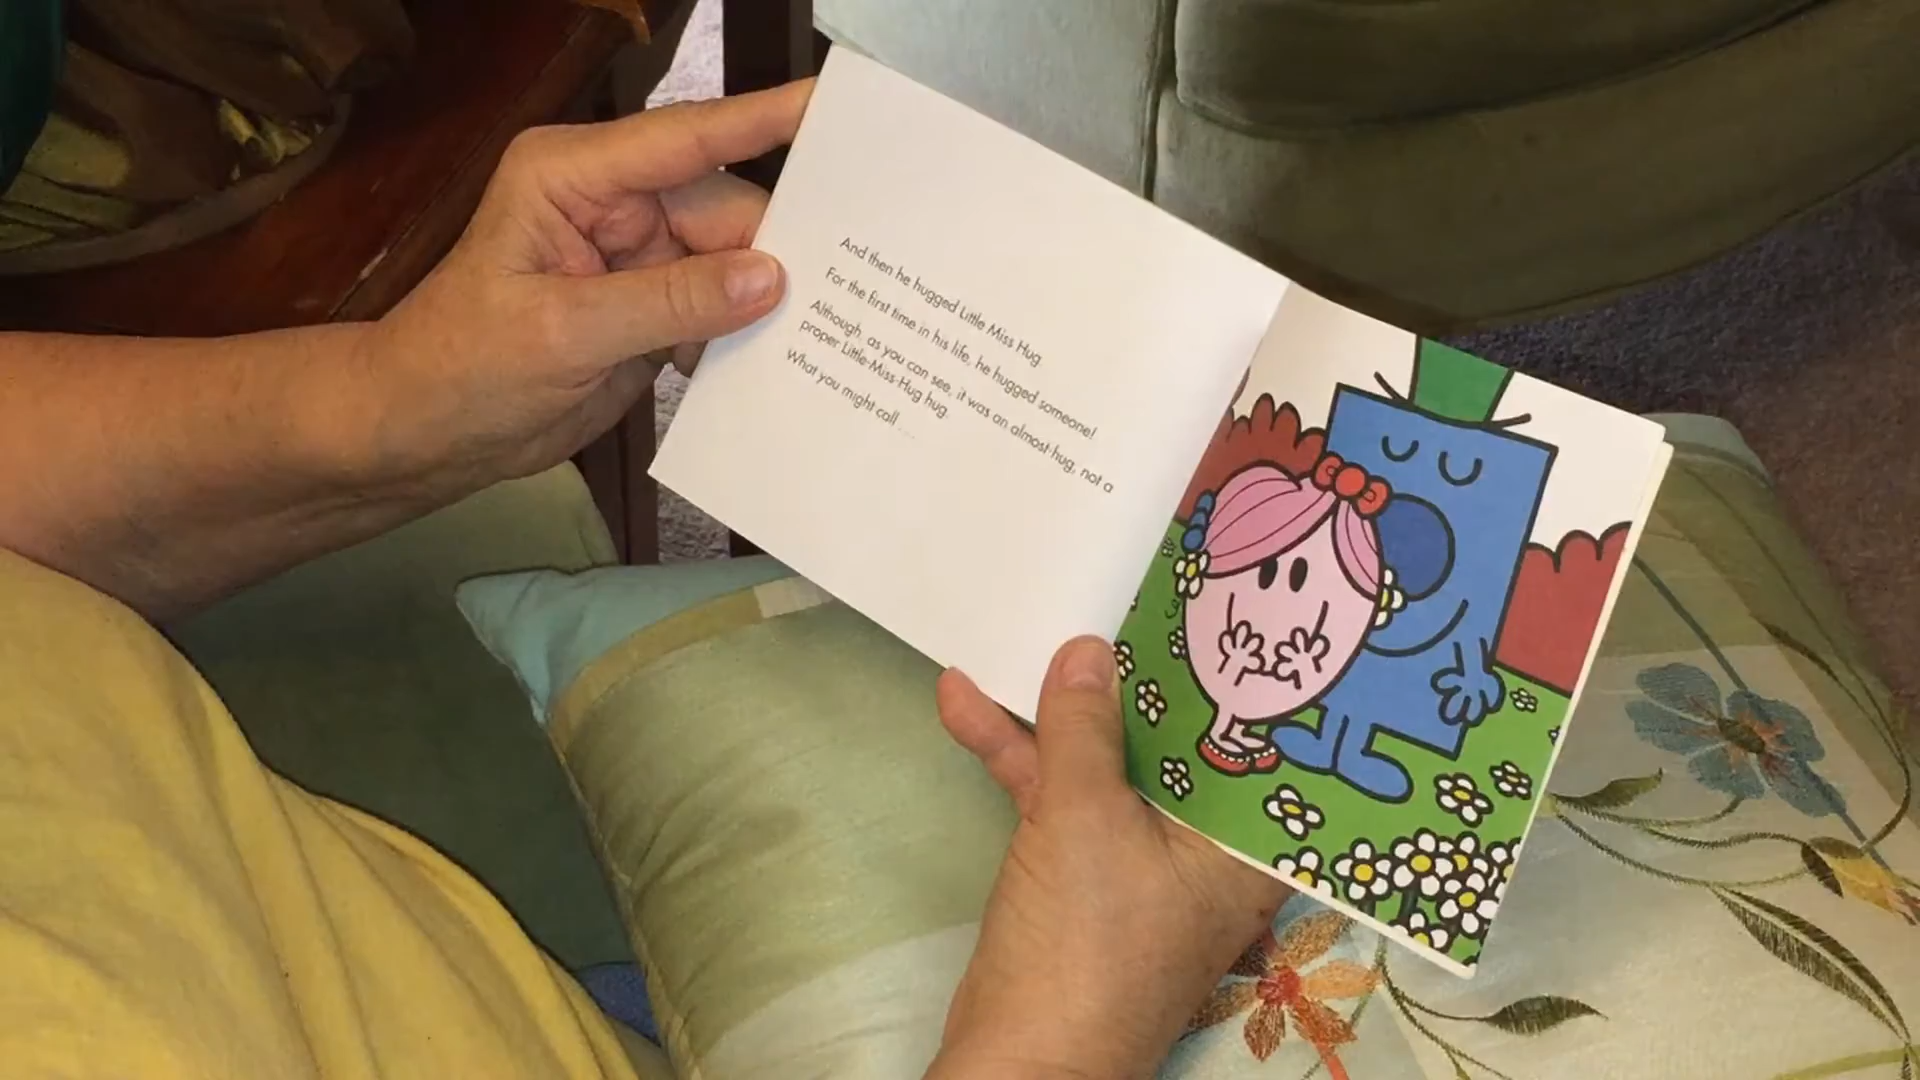 And then he hugged Little Miss Hug.
For the first time in his life, he hugged someone!
Although, as you can see, it was an almost-hug, not a
proper Little-Miss-Hug hug.
What you might call . . .